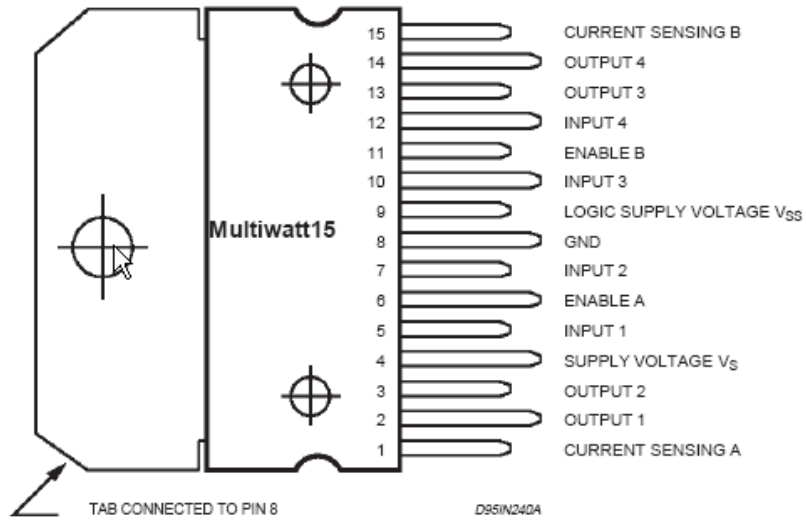 15 CURRENT SENSING B
14 OUTPUT 4
13 OUTPUT 3
12 INPUT 4
11 ENABLE B
10 INPUT 3
9 LOGIC SUPPLY VOLTAGE VSS
8 GND
7 INPUT 2
6 ENABLE A
5 INPUT 1
4 SUPPLY VOLTAGE VS
3 OUTPUT 2
2 OUTPUT 1
1 CURRENT SENSING A
Multiwatt15
TAB CONNECTED TO PIN 8
D95IN240A